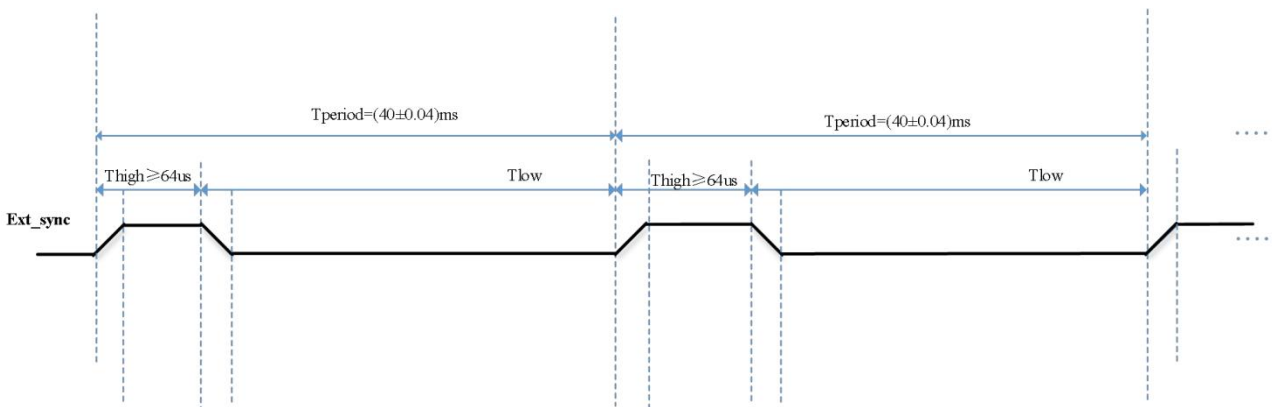 Tperiod=(40±0.04)ms
Tperiod=(40±0.04)ms
Thigh≥64us
Tlow
Thigh≥64us
Tlow
Ext_sync